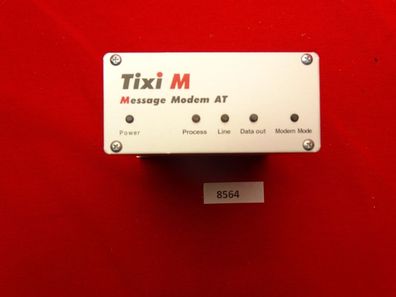 Tixi M
Message Modem AT
Power Process Line Data out Modem Mode
8564